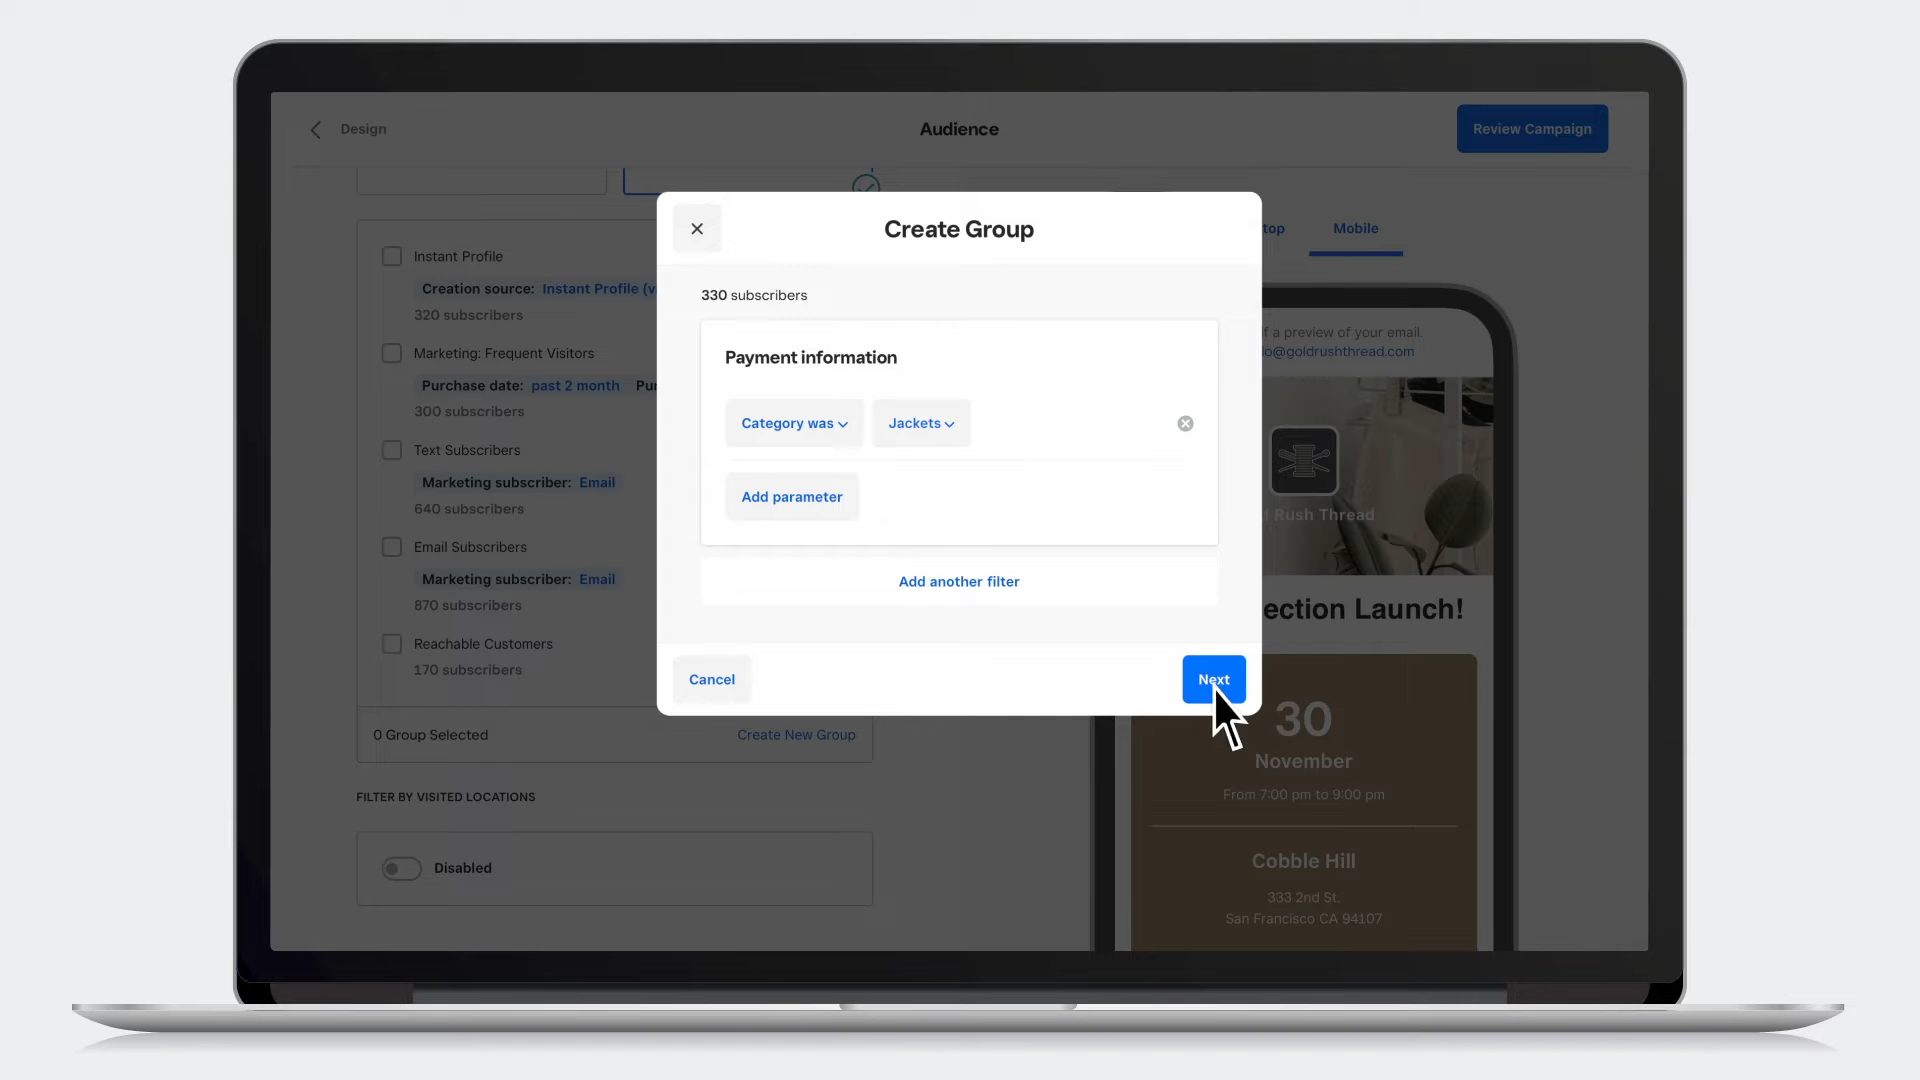 Design
Audience
Review Campaign
Instant Profile
Creation source: Instant Profile
320 subscribers
Marketing: Frequent Visitors
Purchase date: past 2 month
300 subscribers
Text Subscribers
Marketing subscriber: Email
640 subscribers
Email Subscribers
Marketing subscriber: Email
870 subscribers
Reachable Customers
170 subscribers
0 Group Selected
Create New Group
FILTER BY VISITED LOCATIONS
Disabled
Create Group
330 subscribers
Payment information
Category was
Jackets
Add parameter
Add another filter
Cancel
Next
top
Mobile
f a preview of your email.
lo@goldrushthread.com
d Rush Thread
ection Launch!
30
November
From 7:00 pm to 9:00 pm
Cobble Hill
333 2nd St.
San Francisco CA 94107